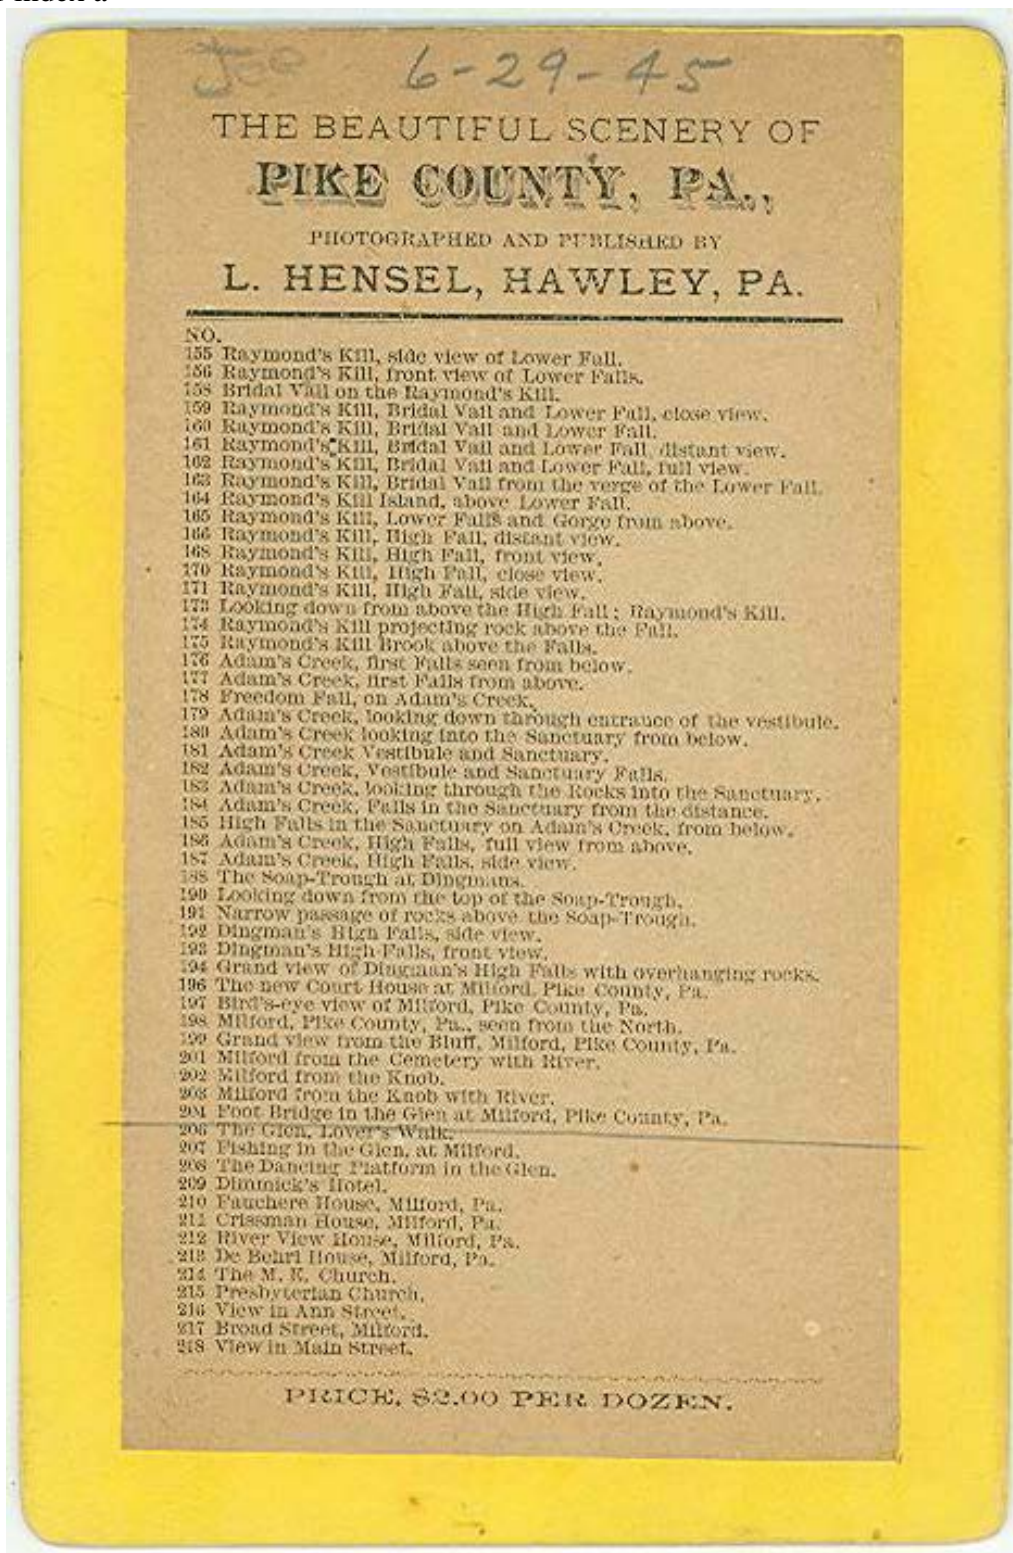 Joe 6-29-45
THE BEAUTIFUL SCENERY OF
PIKE COUNTY, PA.,
PHOTOGRAPHED AND PUBLISHED BY
L. HENSEL, HAWLEY, PA.
NO.
155 Raymond's Kill, side view of Lower Fall.
156 Raymond's Kill, front view of Lower Falls.
158 Bridal Vail on the Raymond's Kill.
159 Raymond's Kill, Bridal Vail and Lower Fall, close view.
160 Raymond's Kill, Bridal Vail and Lower Fall.
161 Raymond's Kill, Bridal Vail and Lower Fall, distant view.
162 Raymond's Kill, Bridal Vail and Lower Fall, full view.
163 Raymond's Kill, Bridal Vail from the verge of the Lower Fall.
164 Raymond's Kill Island, above Lower Fall.
165 Raymond's Kill, Lower Falls and Gorge from above.
166 Raymond's Kill, High Fall, distant view.
168 Raymond's Kill, High Fall, front view.
170 Raymond's Kill, High Fall, close view.
171 Raymond's Kill, High Fall, side view.
173 Looking down from above the High Fall; Raymond's Kill.
174 Raymond's Kill projecting rock above the Fall.
175 Raymond's Kill Brook above the Falls.
176 Adam's Creek, first Falls seen from below.
177 Adam's Creek, first Falls from above.
178 Freedom Fall, on Adam's Creek.
179 Adam's Creek, looking down through entrance of the vestibule.
180 Adam's Creek looking into the Sanctuary from below.
181 Adam's Creek Vestibule and Sanctuary.
182 Adam's Creek, Vestibule and Sanctuary Falls.
183 Adam's Creek, looking through the Rocks into the Sanctuary.
184 Adam's Creek, Falls in the Sanctuary from the distance.
185 High Falls in the Sanctuary on Adam's Creek, from below.
186 Adam's Creek, High Falls, full view from above.
187 Adam's Creek, High Falls, side view.
188 The Soap-Trough at Dingmans.
190 Looking down from the top of the Soap-Trough.
191 Narrow passage of rocks above the Soap-Trough.
192 Dingman's High Falls, side view.
193 Dingman's High Falls, front view.
194 Grand view of Dingman's High Falls with overhanging rocks.
196 The new Court House at Milford, Pike County, Pa.
197 Bird's-eye view of Milford, Pike County, Pa.
198 Milford, Pike County, Pa., seen from the North.
199 Grand view from the Bluff, Milford, Pike County, Pa.
201 Milford from the Cemetery with River.
202 Milford from the Knob.
203 Milford from the Knob with River.
204 Foot Bridge in the Glen at Milford, Pike County, Pa.
206 The Glen, Lover's Walk.
207 Fishing in the Glen, at Milford.
208 The Dancing Platform in the Glen.
209 Dimmick's Hotel.
210 Fauchere House, Milford, Pa.
211 Crissman House, Milford, Pa.
212 River View House, Milford, Pa.
213 De Behrl House, Milford, Pa.
214 The M. E. Church.
215 Presbyterian Church.
216 View in Ann Street.
217 Broad Street, Milford.
218 View in Main Street.
PRICE, $2.00 PER DOZEN.